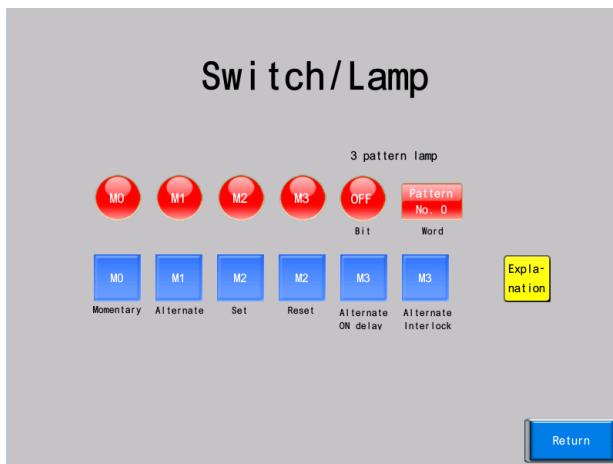 Switch/Lamp
3 pattern lamp
M0 M1 M2 M3 OFF Pattern No. 0
Bit Word
M0 M1 M2 M2 M3 M3
Momentary Alternate Set Reset Alternate ON delay Alternate Interlock
Expla-
nation
Return